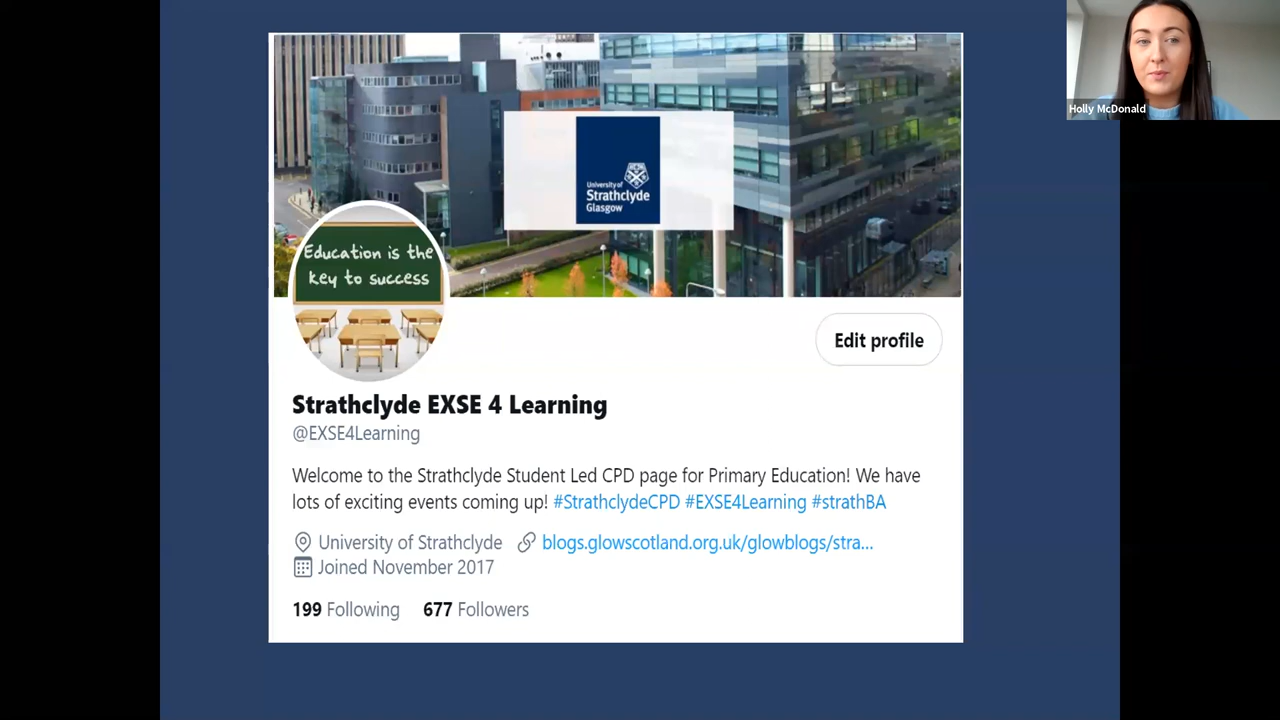 Holly McDonald
University of
Strathclyde
Glasgow
Education is the
key to success
Edit profile
Strathclyde EXSE 4 Learning
@EXSE4Learning
Welcome to the Strathclyde Student Led CPD page for Primary Education! We have
lots of exciting events coming up! #StrathclydeCPD #EXSE4Learning #strathBA
University of Strathclyde blogs.glowscotland.org.uk/glowblogs/stra...
Joined November 2017
199 Following 677 Followers